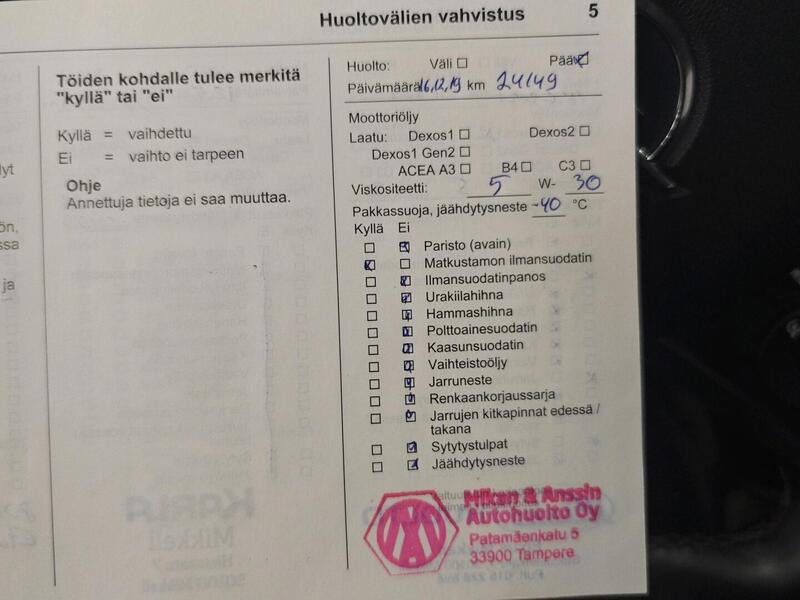 Huoltovälien vahvistus 5
Töiden kohdalle tulee merkitä
"kyllä" tai "ei"
Kyllä = vaihdettu
Ei = vaihto ei tarpeen
Ohje
Annettuja tietoja ei saa muuttaa.
Huolto: Väli Pää
Päivämäärä 16,12,19 km 24149
Moottoriöljy
Laatu: Dexos1 Dexos2
Dexos1 Gen2
ACEA A3 B4 C3
Viskositeetti: 5 W- 30
Pakkassuoja, jäähdytysneste -40 °C
Kyllä Ei
Paristo (avain)
Matkustamon ilmansuodatin
Ilmansuodatinpanos
Urakiilahihna
Hammashihna
Polttoainesuodatin
Kaasunsuodatin
Vaihteistoöljy
Jarruneste
Renkaankorjaussarja
Jarrujen kitkapinnat edessä /
takana
Sytytystulpat
Jäähdytysneste
Miken & Anssin
Autohuolto Oy
Patamäenkatu 5
33900 Tampere